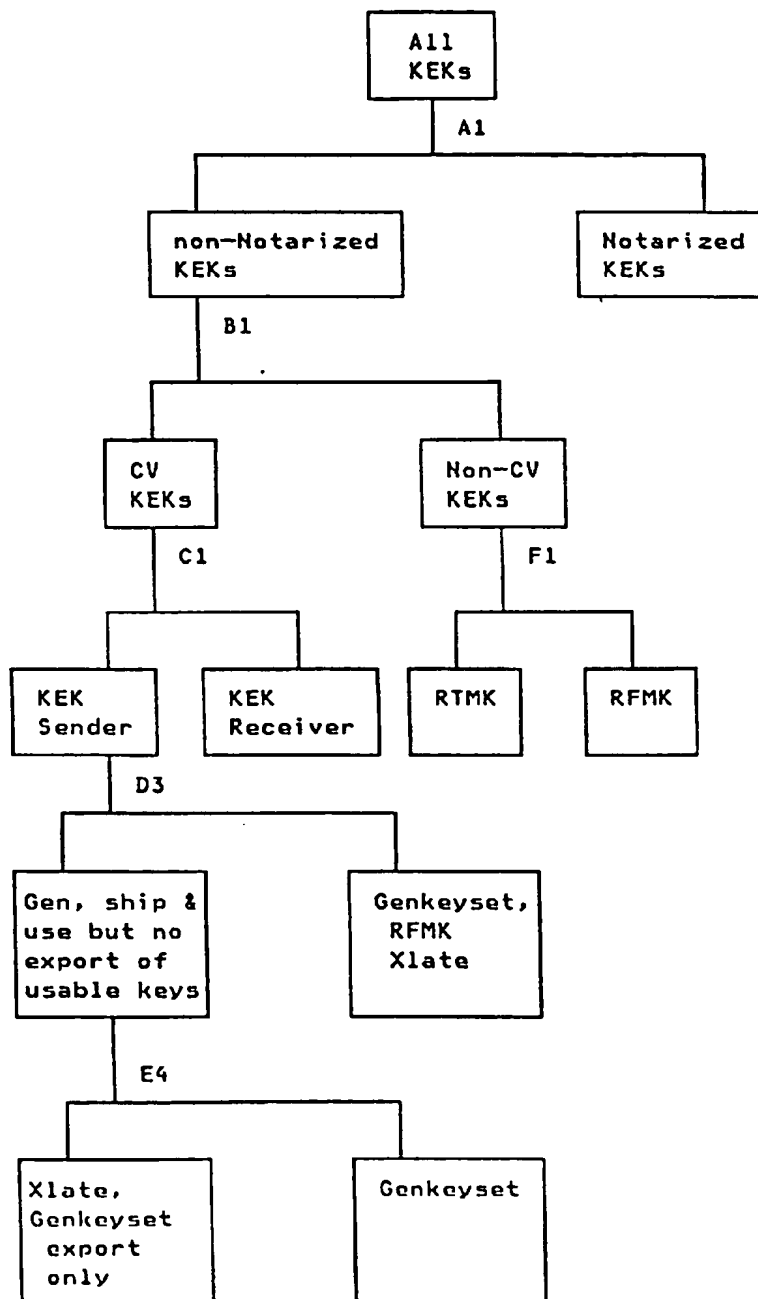 All
KEKs
A1
non-Notarized
KEKs
Notarized
KEKs
B1
CV
KEKs
Non-CV
KEKs
C1
F1
KEK
Sender
KEK
Receiver
RTMK
RFMK
D3
Gen, ship &
use but no
export of
usable keys
Genkeyset,
RFMK
Xlate
E4
Xlate,
Genkeyset
export
only
Genkeyset